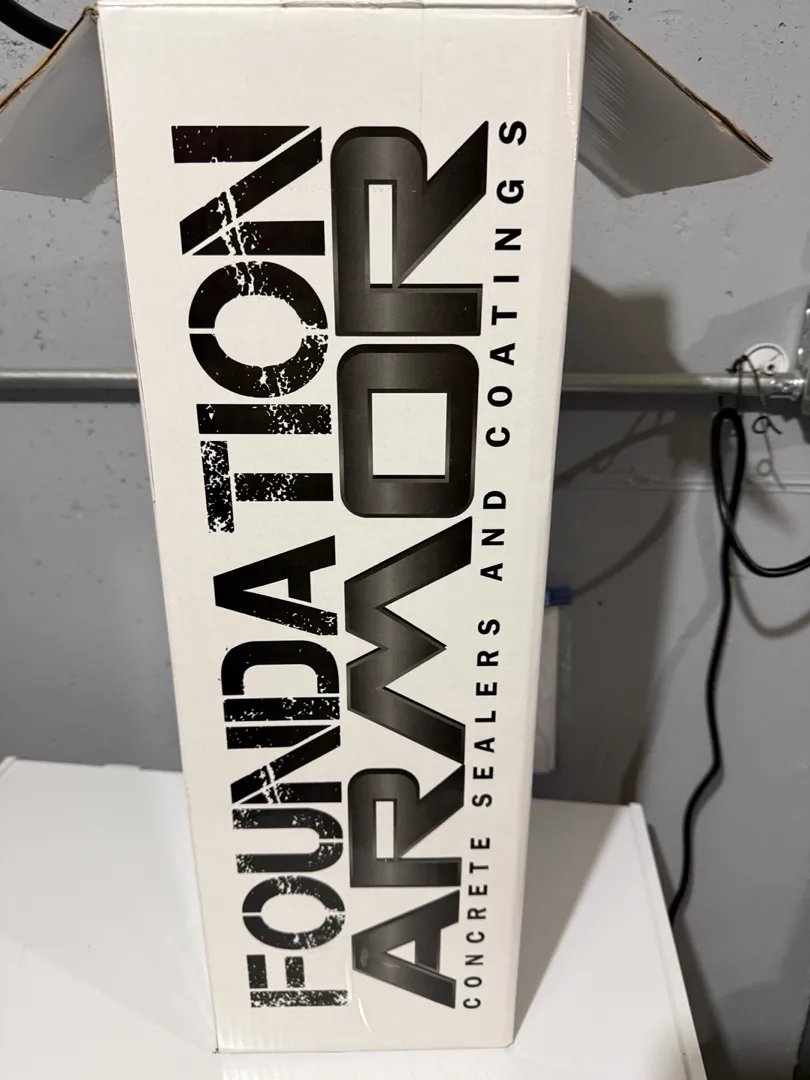 FOUNDATION
ARMOR
CONCRETE SEALERS AND COATINGS